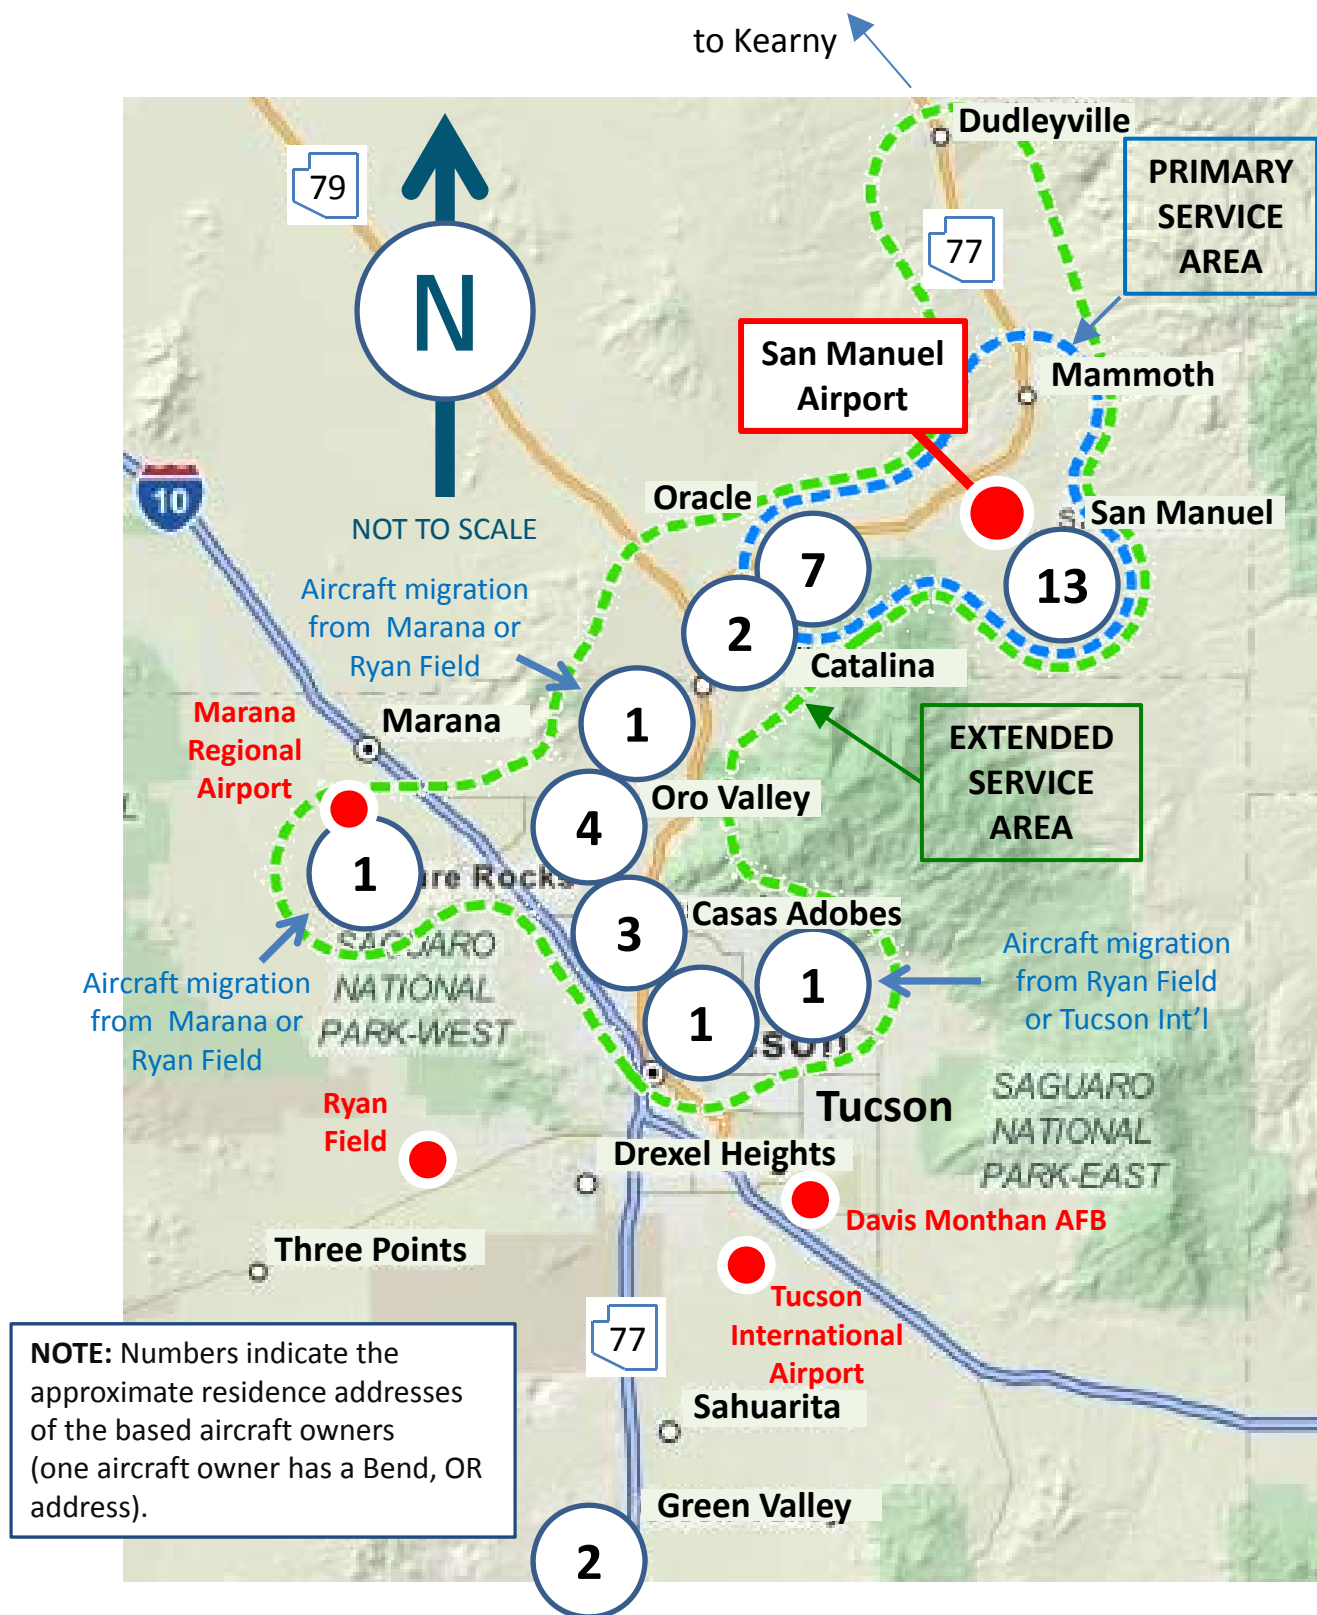 to Kearny
Dudleyville
79
PRIMARY
SERVICE
AREA
77
N
San Manuel
Airport
Mammoth
10
Oracle
San Manuel
NOT TO SCALE
7
13
Aircraft migration
from Marana or
Ryan Field
2
Catalina
1
Marana
Regional
Airport
Marana
EXTENDED
SERVICE
AREA
Oro Valley
4
1
ure Rocks
Casas Adobes
3
SAGUARO
NATIONAL
PARK-WEST
Aircraft migration
from Ryan Field
or Tucson Int'l
1
Aircraft migration
from Marana or
Ryan Field
1
son
Tucson
SAGUARO
NATIONAL
PARK-EAST
Ryan
Field
Drexel Heights
Davis Monthan AFB
Three Points
Tucson
International
Airport
77
NOTE: Numbers indicate the
approximate residence addresses
of the based aircraft owners
(one aircraft owner has a Bend, OR
address).
Sahuarita
Green Valley
2